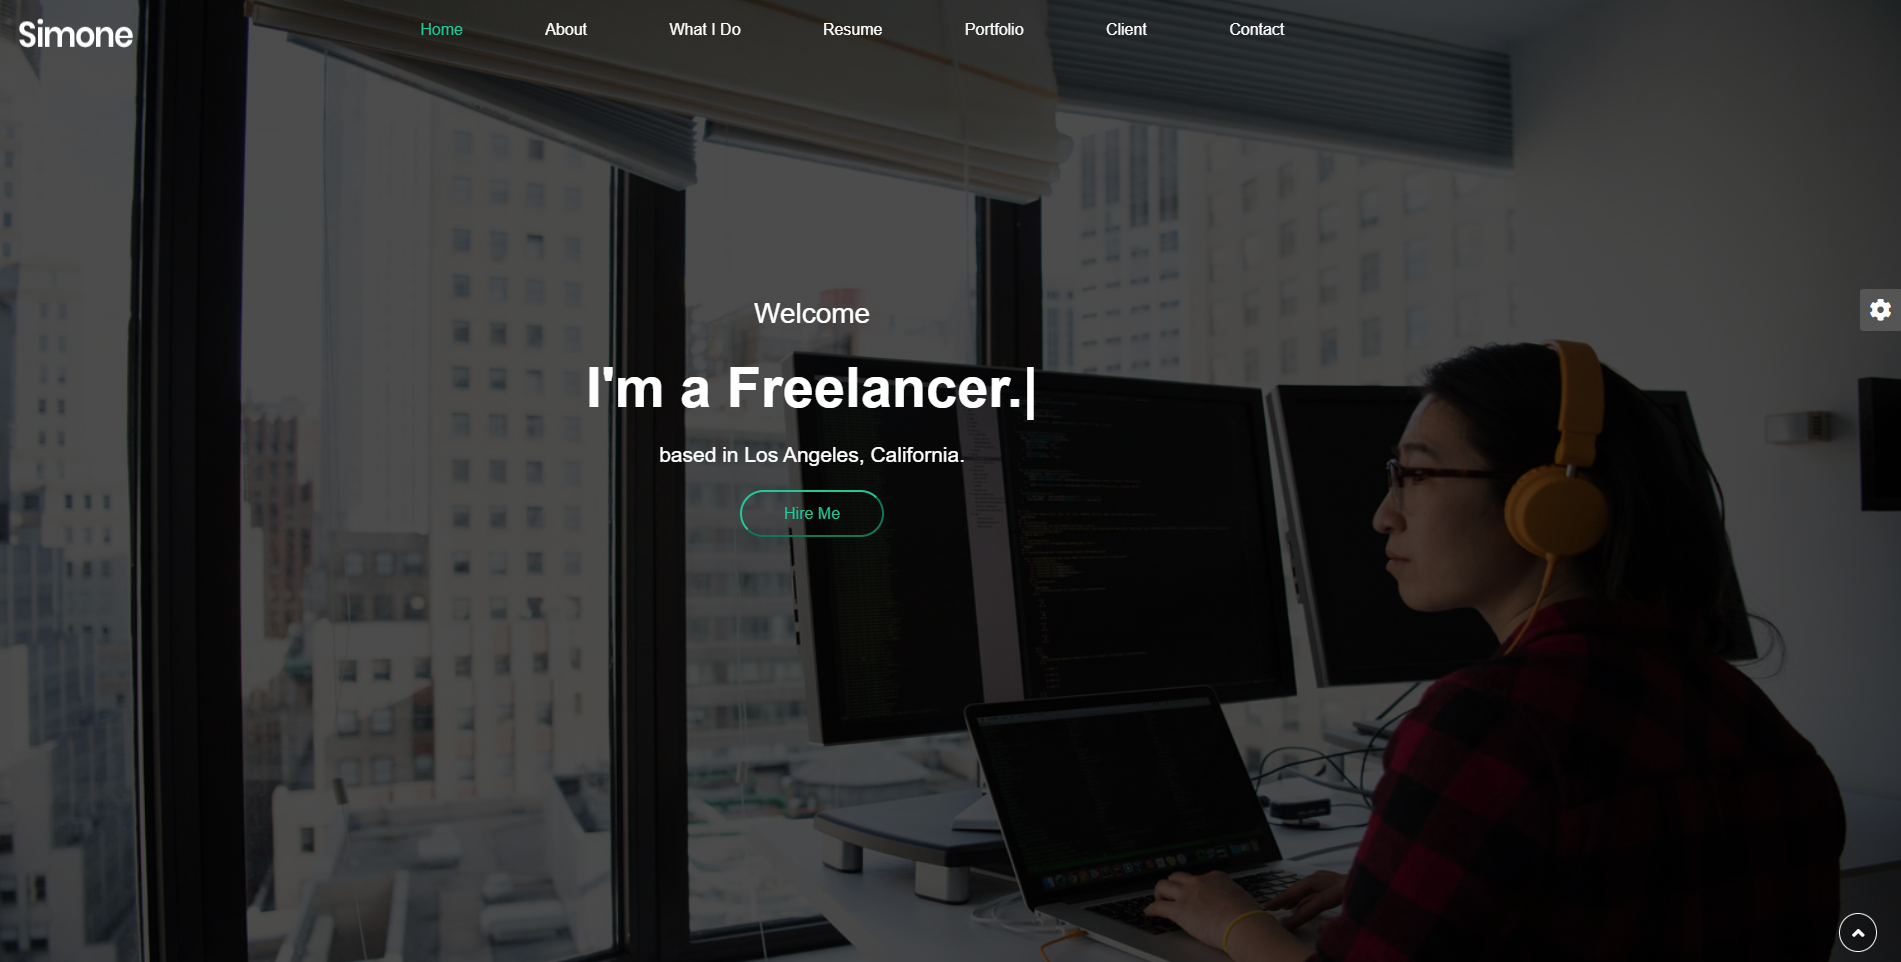 Simone
Home
About
What I Do
Resume
Portfolio
Client
Contact
Welcome
I'm a Freelancer.|
based in Los Angeles, California.
Hire Me